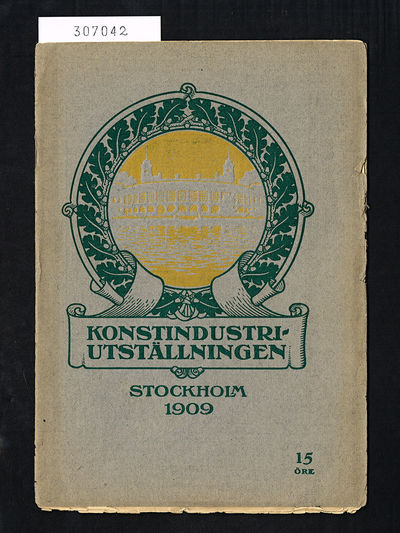 307042
KONSTINDUSTRI-
UTSTÄLLNINGEN
STOCKHOLM
1909
15
ÖRE